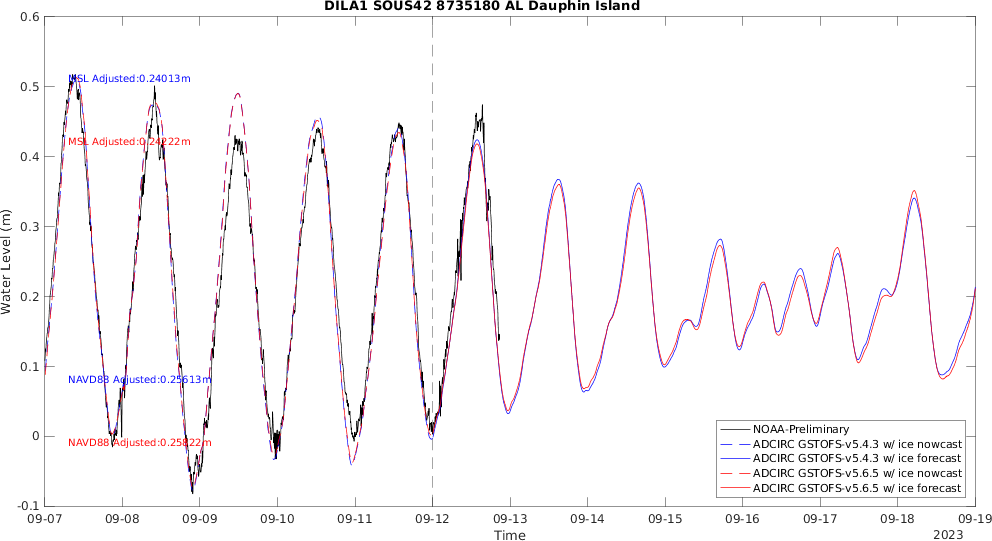 DILA1 SOUS42 8735180 AL Dauphin Island
0.6
0.5
0.4
0.3
0.2
0.1
0
-0.1
Water Level (m)
MSL Adjusted:0.24013m
MSL Adjusted:0.24222m
NAVD88 Adjusted:0.25613m
NAVD88 Adjusted:0.25822m
NOAA-Preliminary
ADCIRC GSTOFS-v5.4.3 w/ ice nowcast
ADCIRC GSTOFS-v5.4.3 w/ ice forecast
ADCIRC GSTOFS-v5.6.5 w/ ice nowcast
ADCIRC GSTOFS-v5.6.5 w/ ice forecast
09-07 09-08 09-09 09-10 09-11 09-12 09-13 09-14 09-15 09-16 09-17 09-18 09-19
Time
2023